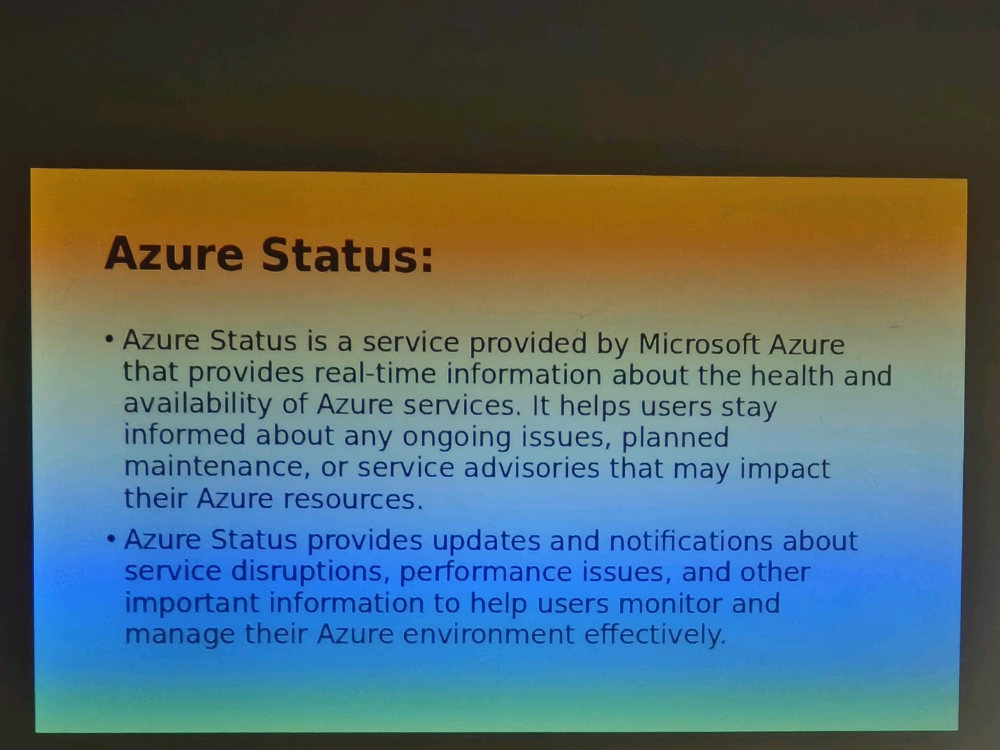 Azure Status:
• Azure Status is a service provided by Microsoft Azure
that provides real-time information about the health and
availability of Azure services. It helps users stay
informed about any ongoing issues, planned
maintenance, or service advisories that may impact
their Azure resources.
• Azure Status provides updates and notifications about
service disruptions, performance issues, and other
important information to help users monitor and
manage their Azure environment effectively.